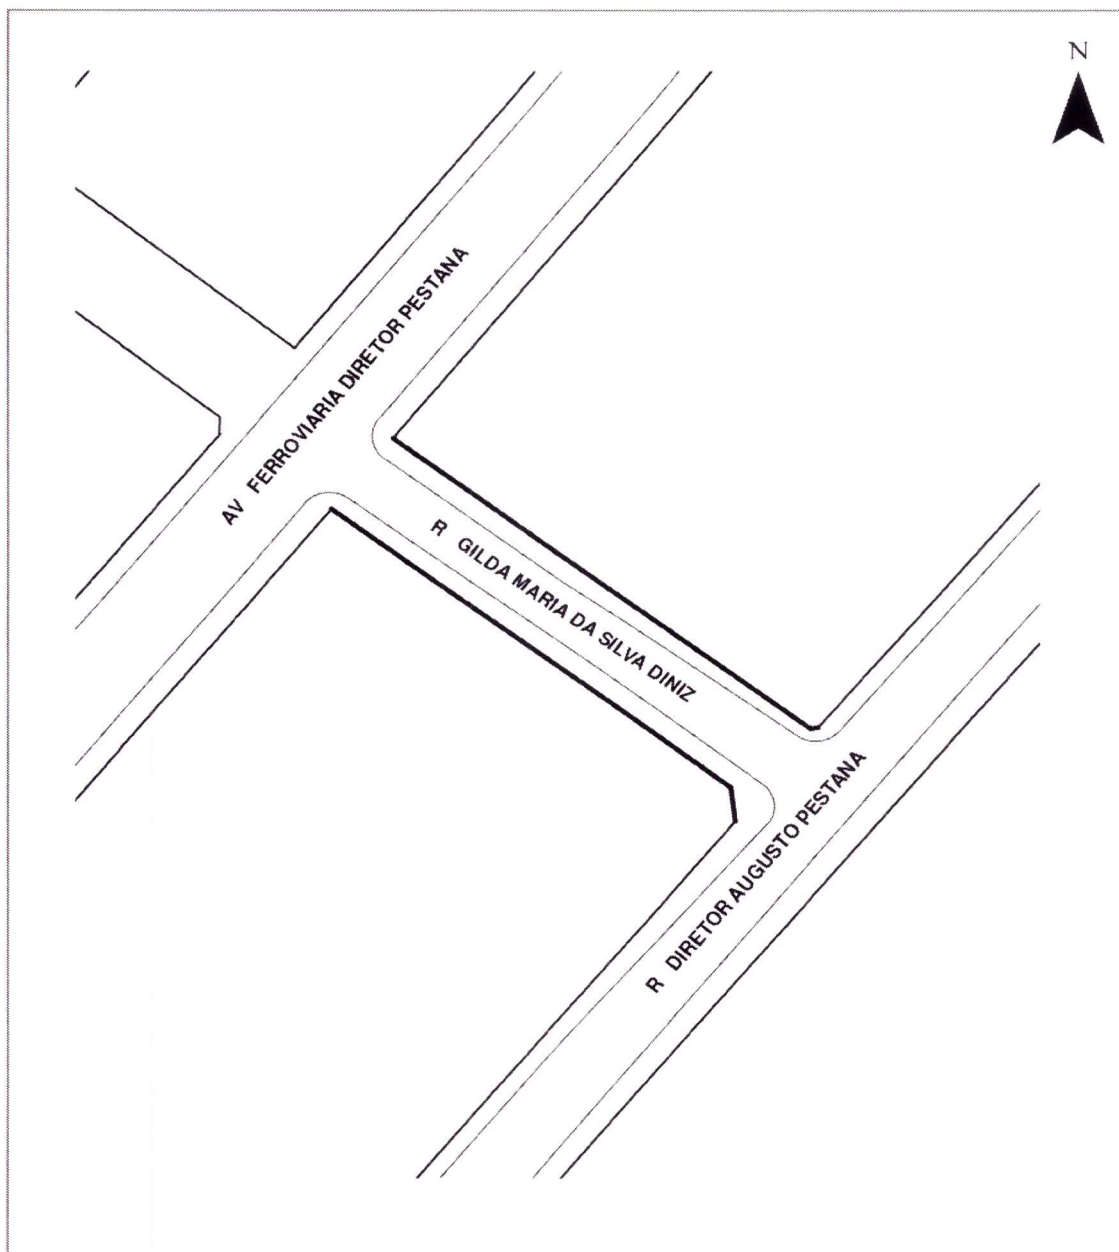 N
AV FERROVIARIA DIRETOR PESTANA
R GILDA MARIA DA SILVA DINIZ
R DIRETOR AUGUSTO PESTANA